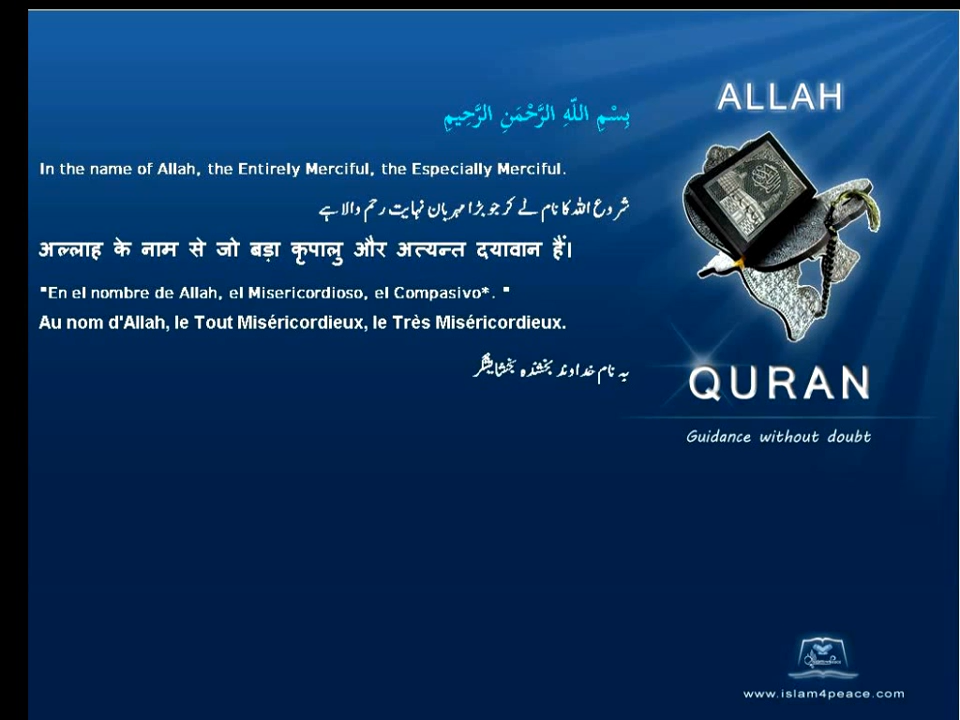 بِسْمِ اللّهِ الرَّحْمَنِ الرَّحِيمِ
In the name of Allah, the Entirely Merciful, the Especially Merciful.
شروع الله کا نام لے کر جو بڑا مہربان نہایت رحم والا ہے
अल्लाह के नाम से जो बड़ा कृपालु और अत्यन्त दयावान हैं।
"En el nombre de Allah, el Misericordioso, el Compasivo*. "
Au nom d'Allah, le Tout Miséricordieux, le Très Miséricordieux.
به نام خداوند بخشنده بخشایشگر
ALLAH
QURAN
Guidance without doubt
www.islam4peace.com